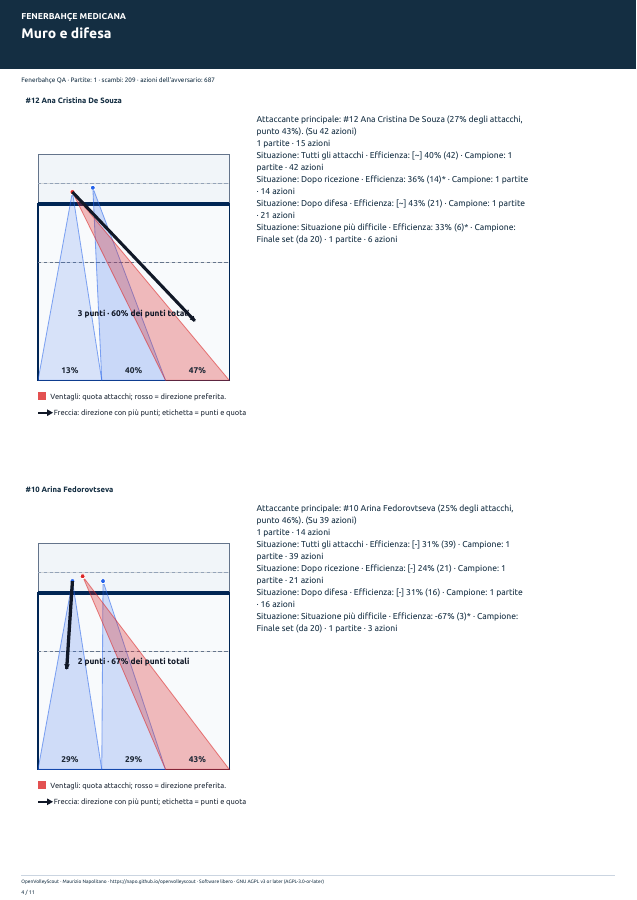 FENERBAHÇE MEDICANA
Muro e difesa
Fenerbahçe QA · Partite: 1 · scambi: 209 · azioni dell'avversario: 687
#12 Ana Cristina De Souza
Attaccante principale: #12 Ana Cristina De Souza (27% degli attacchi,
punto 43%). (Su 42 azioni)
1 partite · 15 azioni
Situazione: Tutti gli attacchi · Efficienza: [~] 40% (42) · Campione: 1
partite · 42 azioni
Situazione: Dopo ricezione · Efficienza: 36% (14)* · Campione: 1 partite
· 14 azioni
Situazione: Dopo difesa · Efficienza: [~] 43% (21) · Campione: 1 partite
· 21 azioni
Situazione: Situazione più difficile · Efficienza: 33% (6)* · Campione:
Finale set (da 20) · 1 partite · 6 azioni
3 punti · 60% dei punti totali
13% 40% 47%
Ventagli: quota attacchi; rosso = direzione preferita.
Freccia: direzione con più punti; etichetta = punti e quota
#10 Arina Fedorovtseva
Attaccante principale: #10 Arina Fedorovtseva (25% degli attacchi,
punto 46%). (Su 39 azioni)
1 partite · 14 azioni
Situazione: Tutti gli attacchi · Efficienza: [-] 31% (39) · Campione: 1
partite · 39 azioni
Situazione: Dopo ricezione · Efficienza: [-] 24% (21) · Campione: 1
partite · 21 azioni
Situazione: Dopo difesa · Efficienza: [-] 31% (16) · Campione: 1 partite
· 16 azioni
Situazione: Situazione più difficile · Efficienza: -67% (3)* · Campione:
Finale set (da 20) · 1 partite · 3 azioni
2 punti · 67% dei punti totali
29% 29% 43%
Ventagli: quota attacchi; rosso = direzione preferita.
Freccia: direzione con più punti; etichetta = punti e quota
OpenVolleyScout · Maurizio Napolitano · https://napo.github.io/openvolleyscout · Software libero · GNU AGPL v3 or later (AGPL-3.0-or-later)
4 / 11